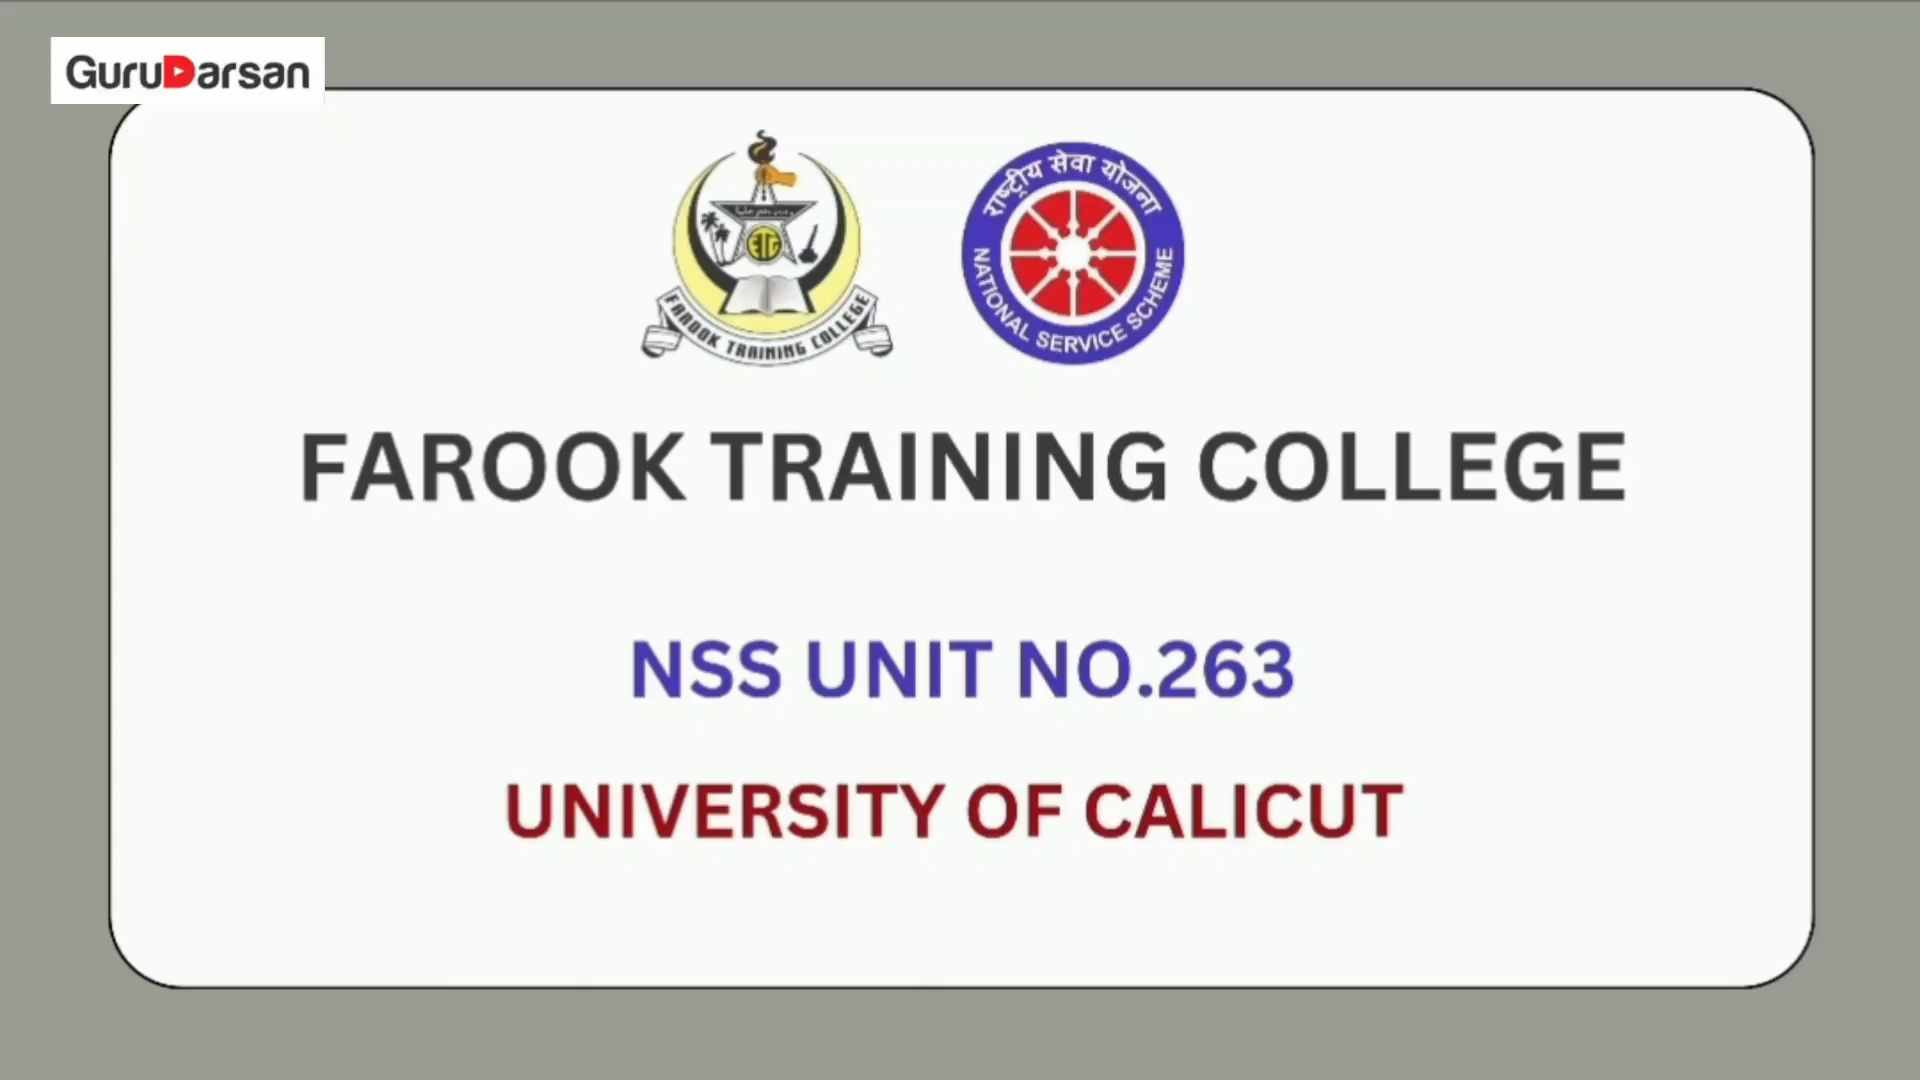 GuruDarsan
FAROOK TRAINING COLLEGE
राष्ट्रीय सेवा योजना
NATIONAL SERVICE SCHEME
FAROOK TRAINING COLLEGE
NSS UNIT NO.263
UNIVERSITY OF CALICUT